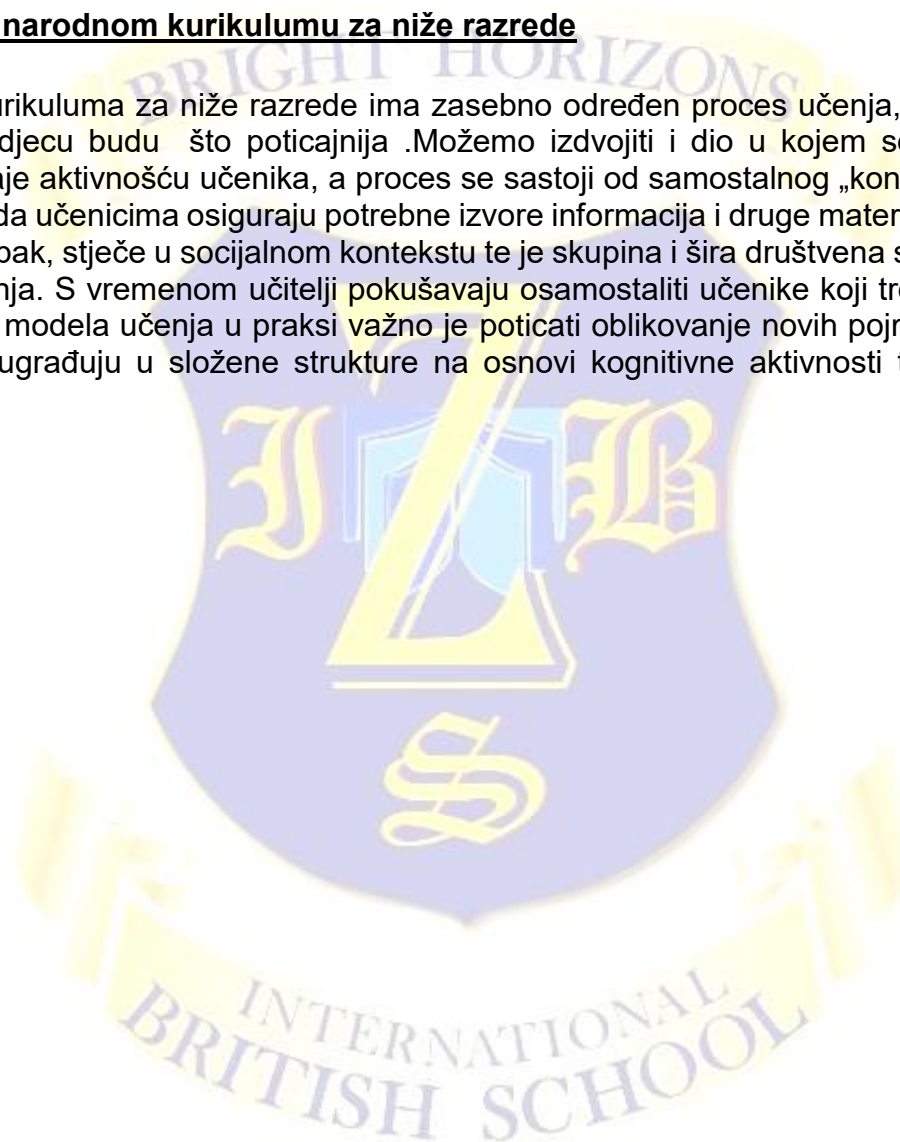 narodnom kurikulumu za niže razrede
BRIGHT HORIZONS
urikuluma za niže razrede ima zasebno određen proces učenja,
djecu budu što poticajnija .Možemo izdvojiti i dio u kojem se
je aktivnošću učenika, a proces se sastoji od samostalnog „kon
da učenicima osiguraju potrebne izvore informacija i druge mater
pak, stječe u socijalnom kontekstu te je skupina i šira društvena s
nja. S vremenom učitelji pokušavaju osamostaliti učenike koji tre
modela učenja u praksi važno je poticati oblikovanje novih pojm
ugrađuju u složene strukture na osnovi kognitivne aktivnosti t
I Z B
S
INTERNATIONAL
BRITISH SCHOOL